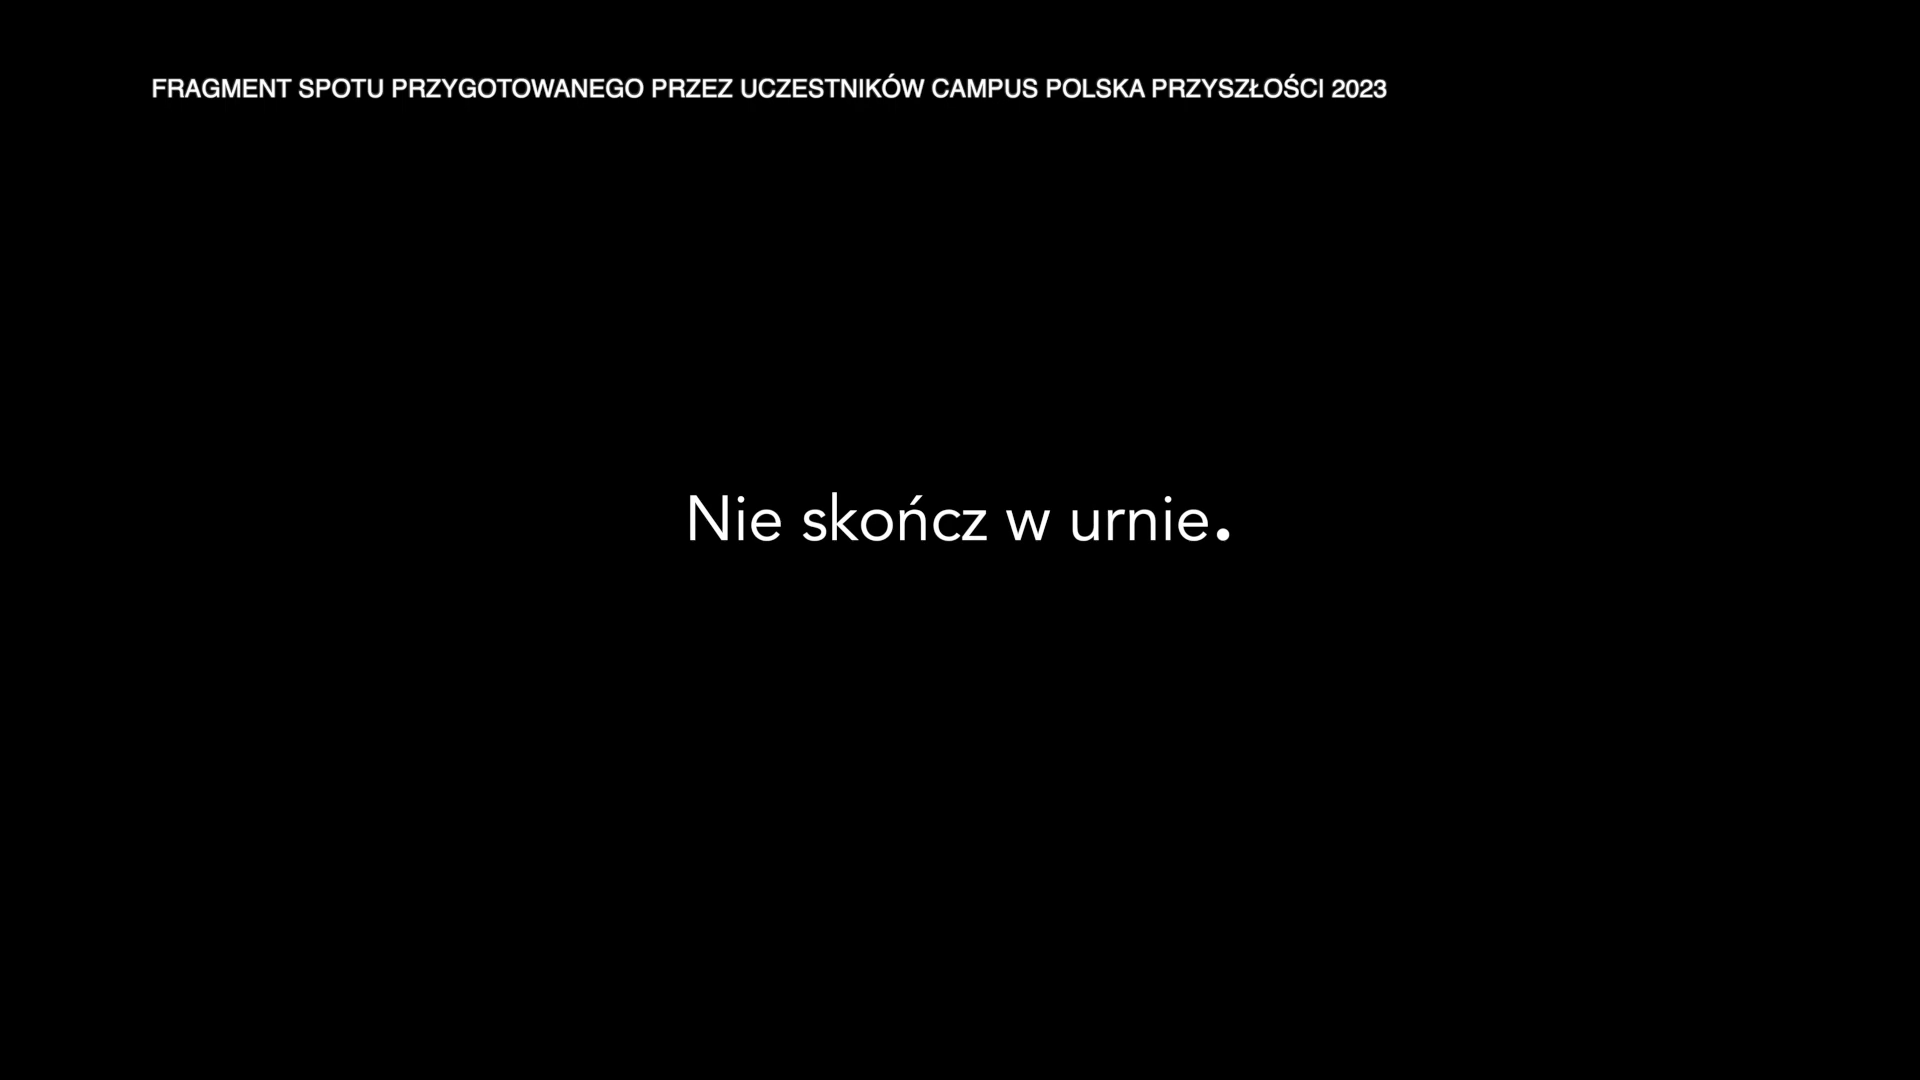 FRAGMENT SPOTU PRZYGOTOWANEGO PRZEZ UCZESTNIKÓW CAMPUS POLSKA PRZYSZŁOŚCI 2023
Nie skończ w urnie.